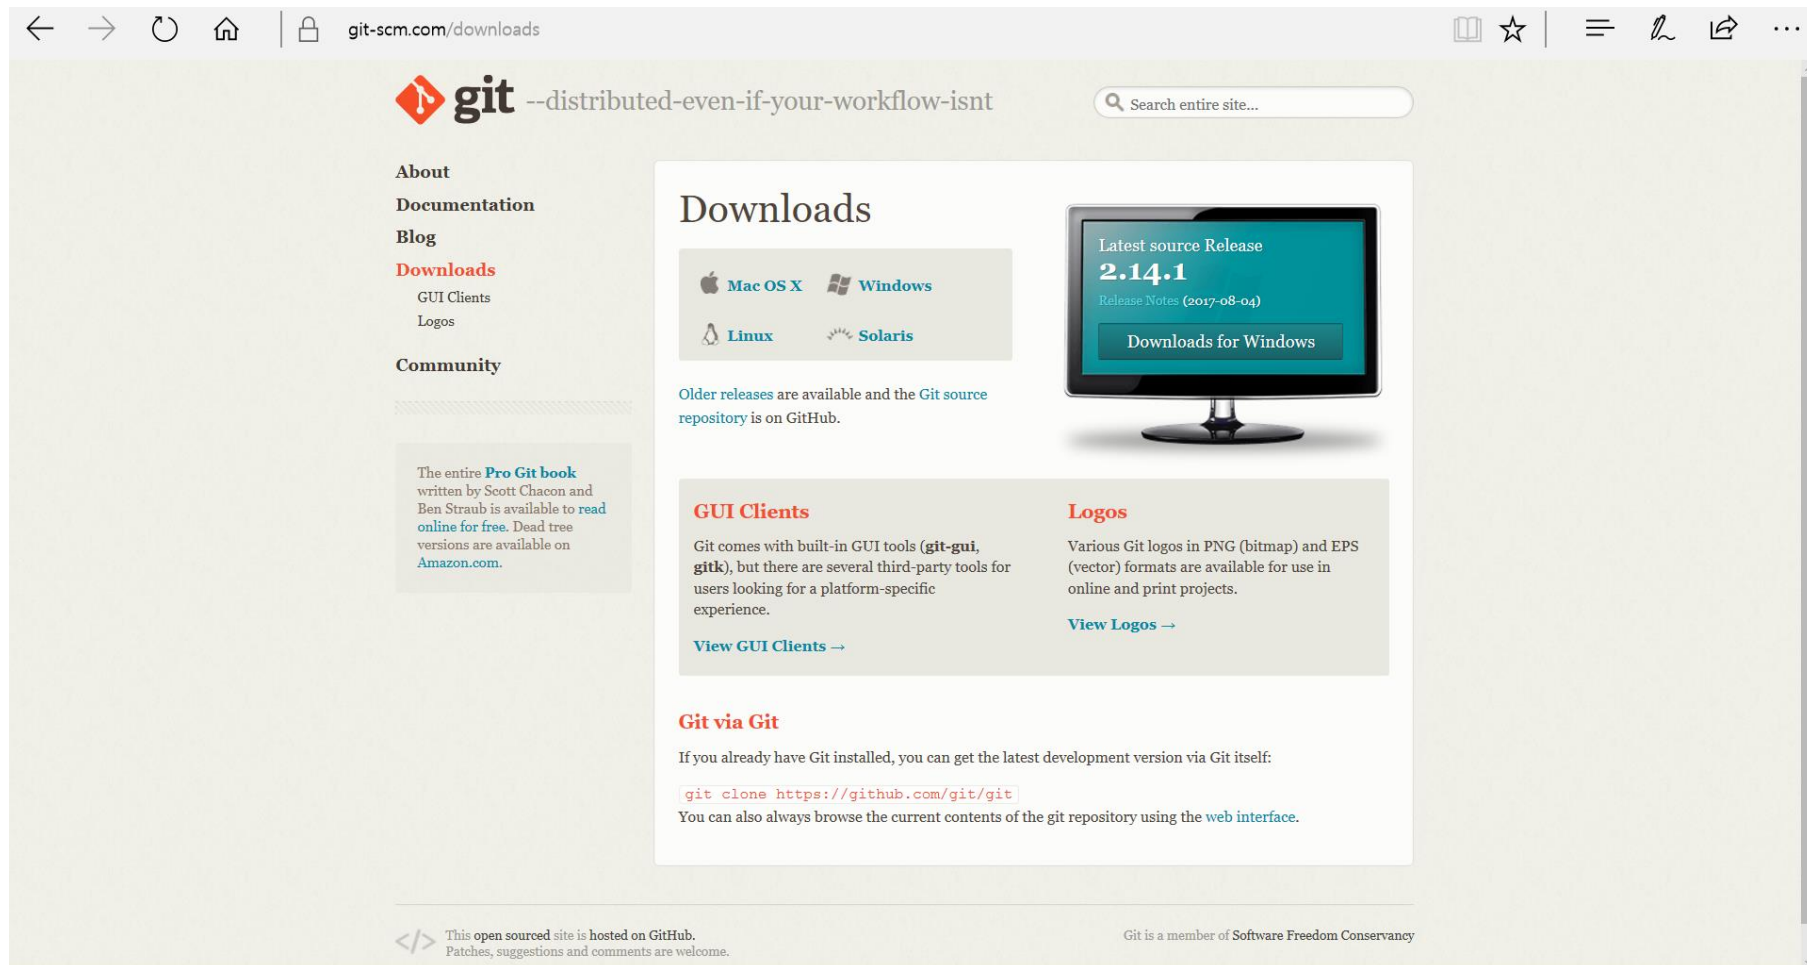 git-scm.com/downloads
git --distributed-even-if-your-workflow-isnt
Search entire site...
About
Documentation
Blog
Downloads
GUI Clients
Logos
Community
The entire Pro Git book
written by Scott Chacon and
Ben Straub is available to read
online for free. Dead tree
versions are available on
Amazon.com.
Downloads
Mac OS X
Windows
Linux
Solaris
Older releases are available and the Git source
repository is on GitHub.
Latest source Release
2.14.1
Release Notes (2017-08-04)
Downloads for Windows
GUI Clients
Git comes with built-in GUI tools (git-gui,
gitk), but there are several third-party tools for
users looking for a platform-specific
experience.
View GUI Clients →
Logos
Various Git logos in PNG (bitmap) and EPS
(vector) formats are available for use in
online and print projects.
View Logos →
Git via Git
If you already have Git installed, you can get the latest development version via Git itself:
git clone https://github.com/git/git
You can also always browse the current contents of the git repository using the web interface.
</> This open sourced site is hosted on GitHub.
Patches, suggestions and comments are welcome.
Git is a member of Software Freedom Conservancy